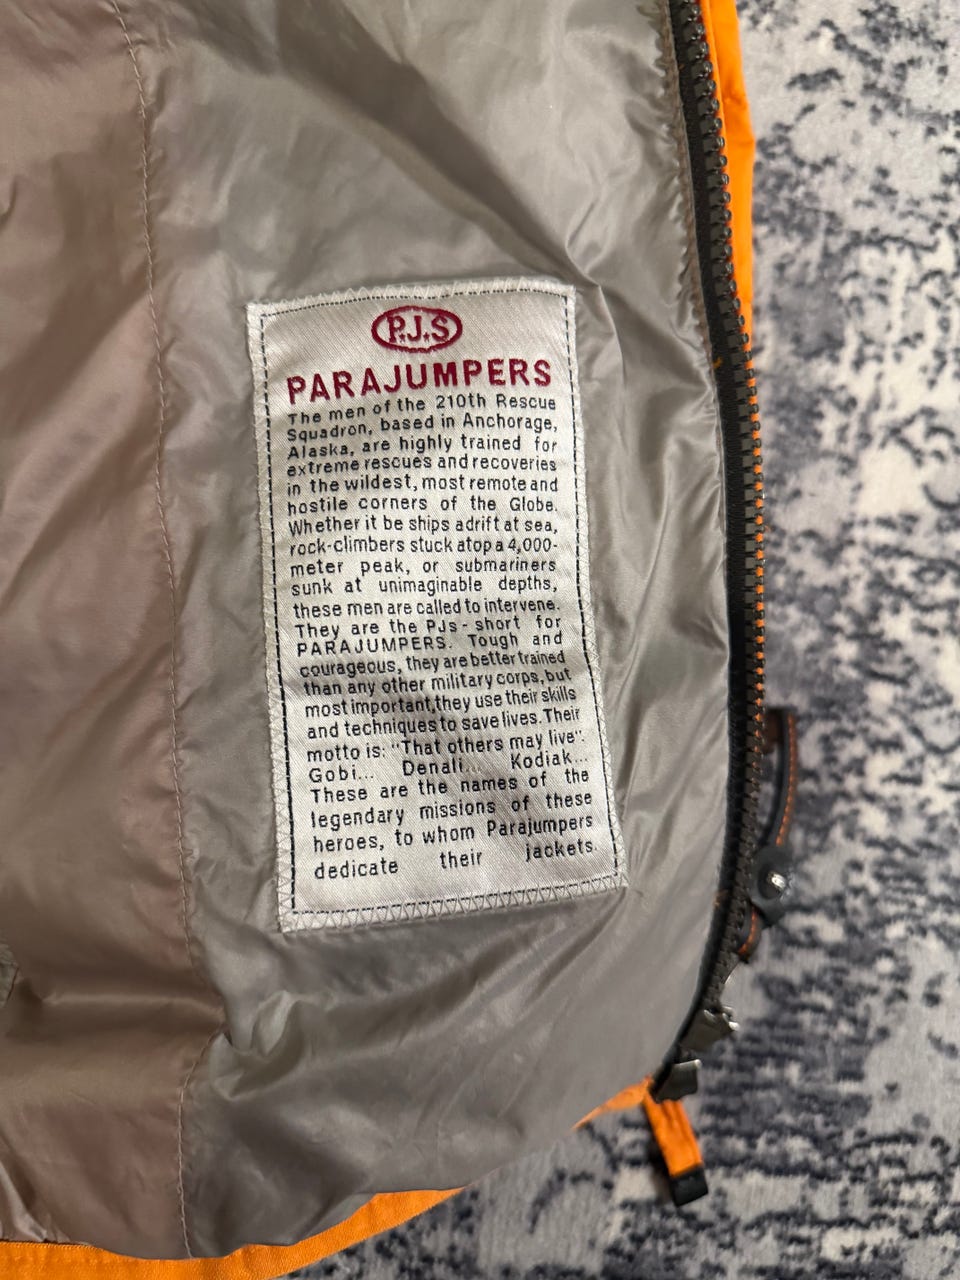 P.J.S
PARAJUMPERS
The men of the 210th Rescue
Squadron, based in Anchorage,
Alaska, are highly trained for
extreme rescues and recoveries
in the wildest, most remote and
hostile corners of the Globe.
Whether it be ships adrift at sea,
rock-climbers stuck atop a 4,000-
meter peak, or submariners
sunk at unimaginable depths,
these men are called to intervene.
They are the PJs - short for
PARAJUMPERS. Tough and
courageous, they are better trained
than any other military corps, but
most important, they use their skills
and techniques to save lives. Their
motto is: "That others may live".
Gobi... Denali... Kodiak...
These are the names of the
legendary missions of these
heroes, to whom Parajumpers
dedicate their jackets.